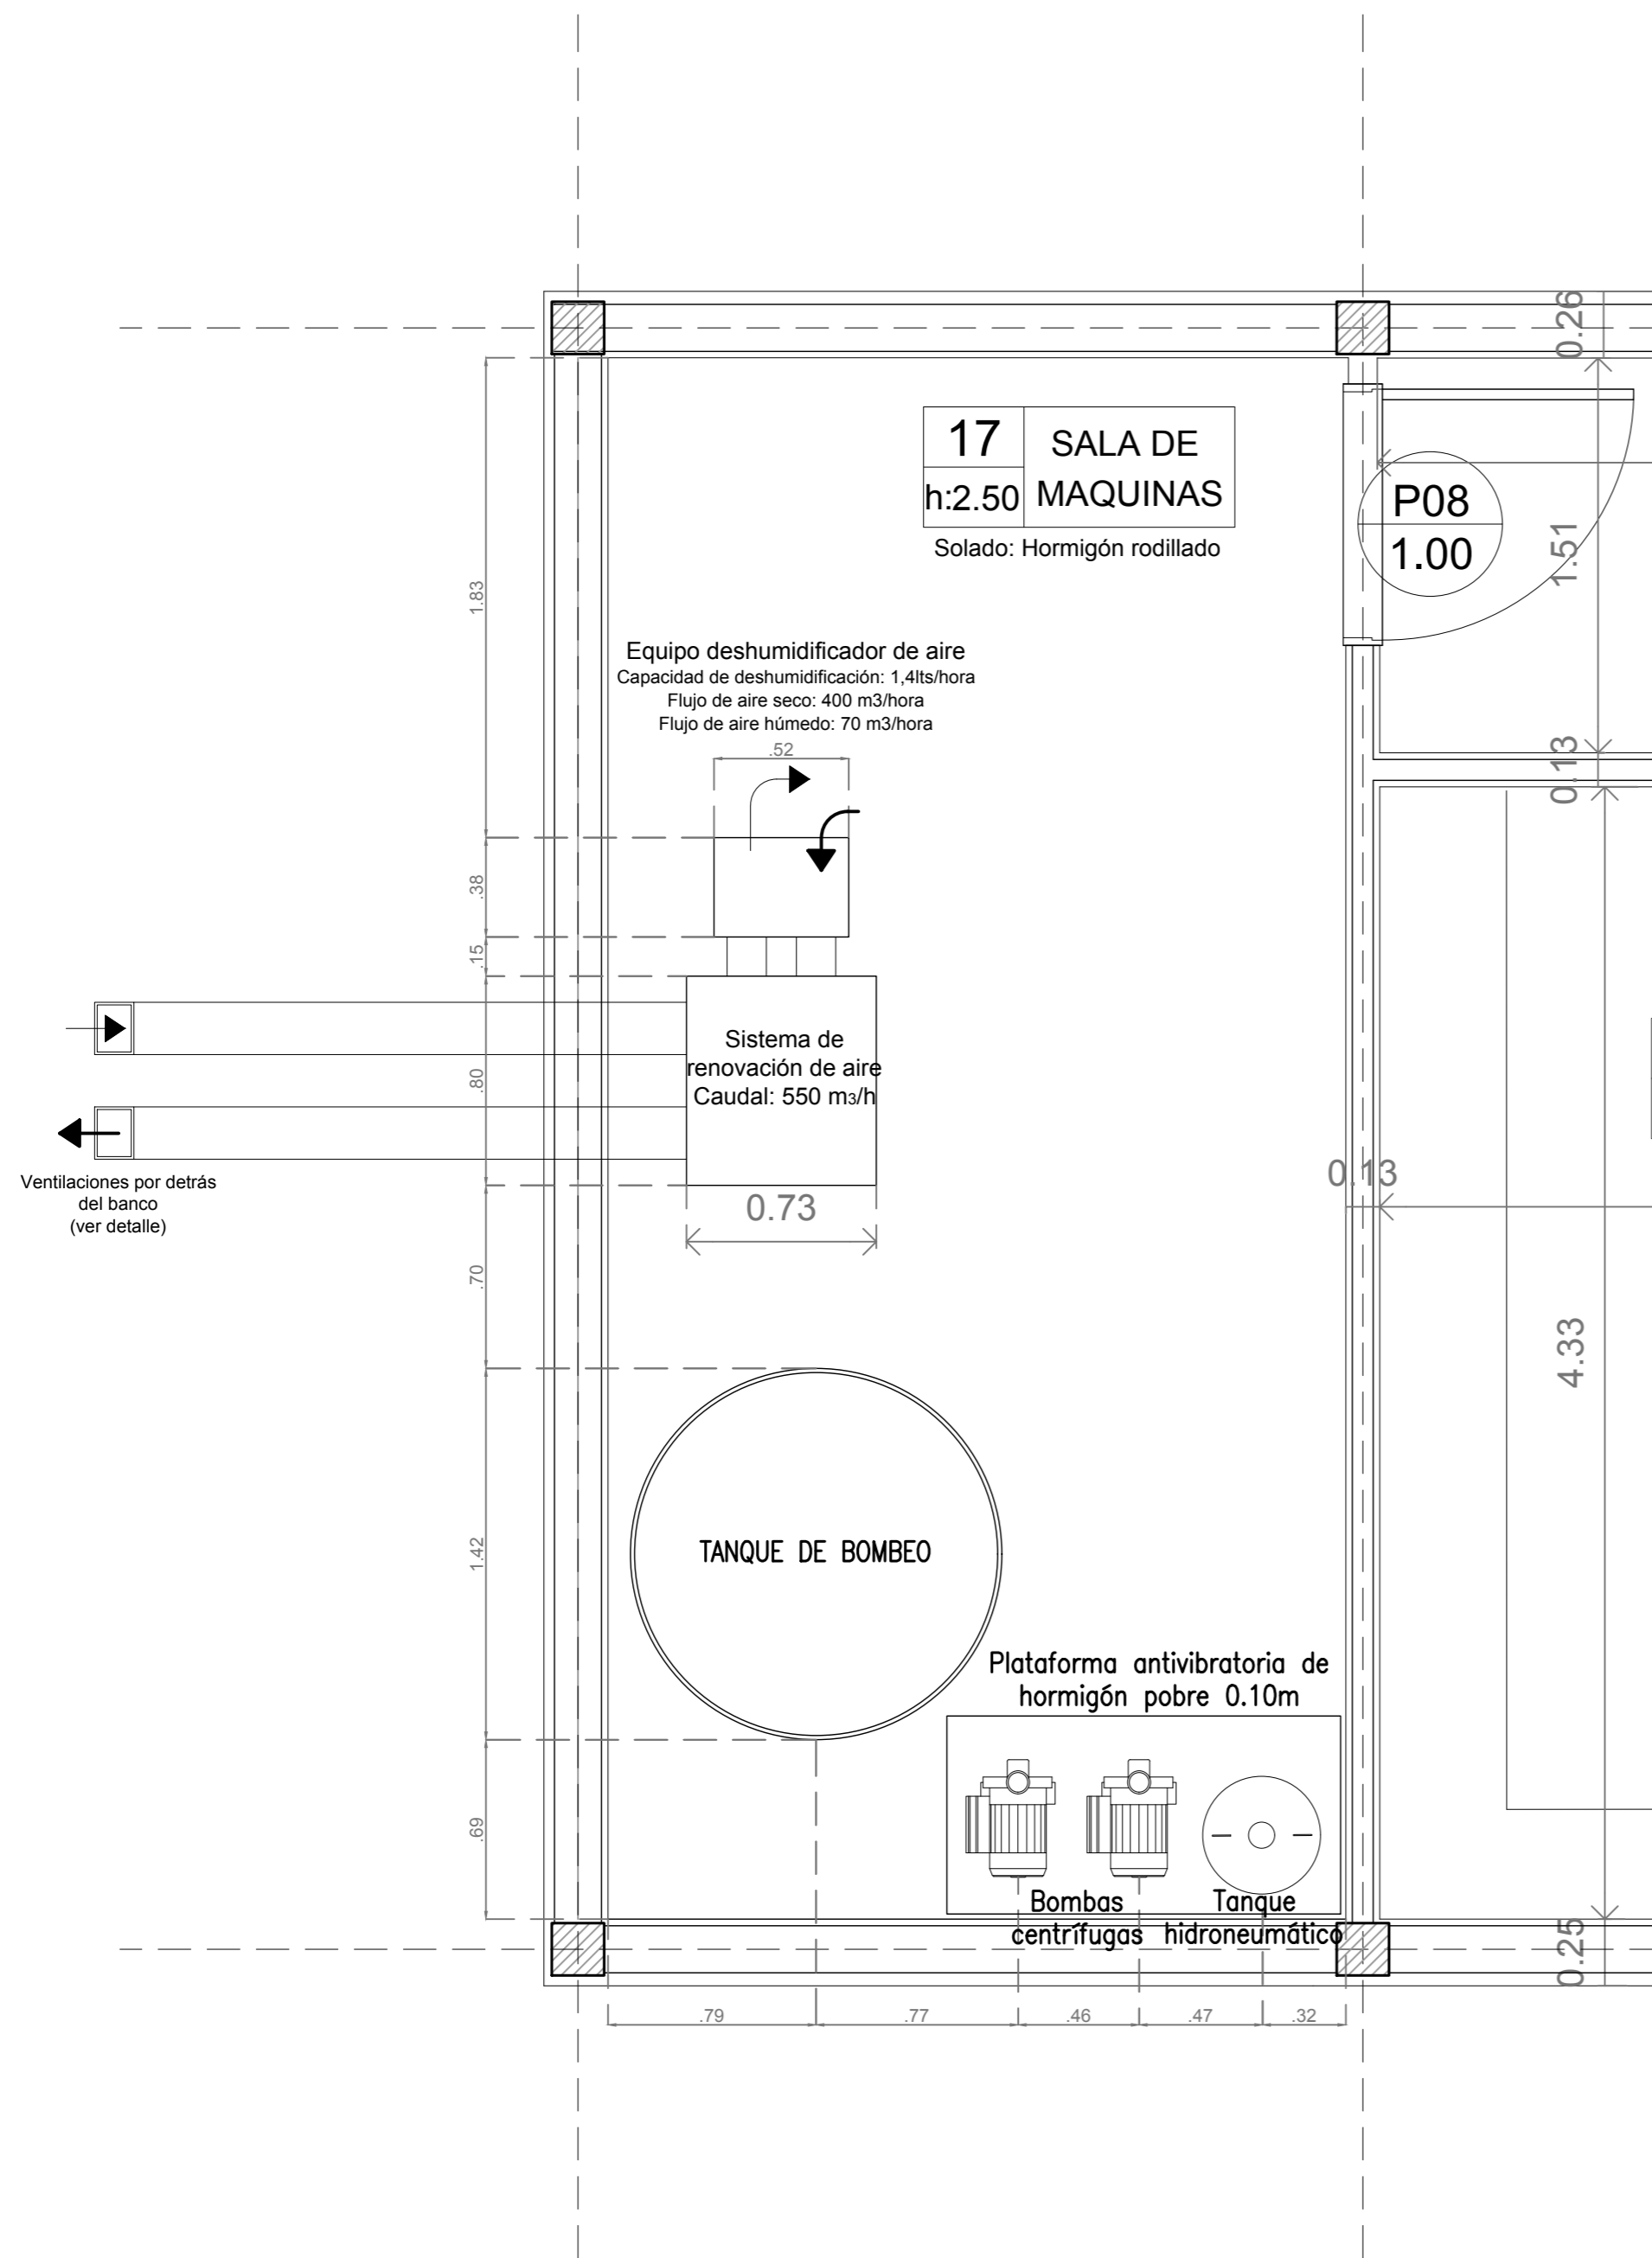 0.26
17
SALA DE
h:2.50
MAQUINAS
Solado: Hormigón rodillado
P08
1.00
1.51
1.83
Equipo deshumidificador de aire
Capacidad de deshumidificación: 1,4lts/hora
Flujo de aire seco: 400 m3/hora
Flujo de aire húmedo: 70 m3/hora
.52
0.13
.38
.15
Sistema de
renovación de aire
Caudal: 550 m3/h
.80
Ventilaciones por detrás
del banco
(ver detalle)
0.73
0.13
.70
4.33
1.42
TANQUE DE BOMBEO
Plataforma antivibratoria de
hormigón pobre 0.10m
.69
Bombas
centrífugas
Tanque
hidroneumático
0.25
.79
.77
.46
.47
.32